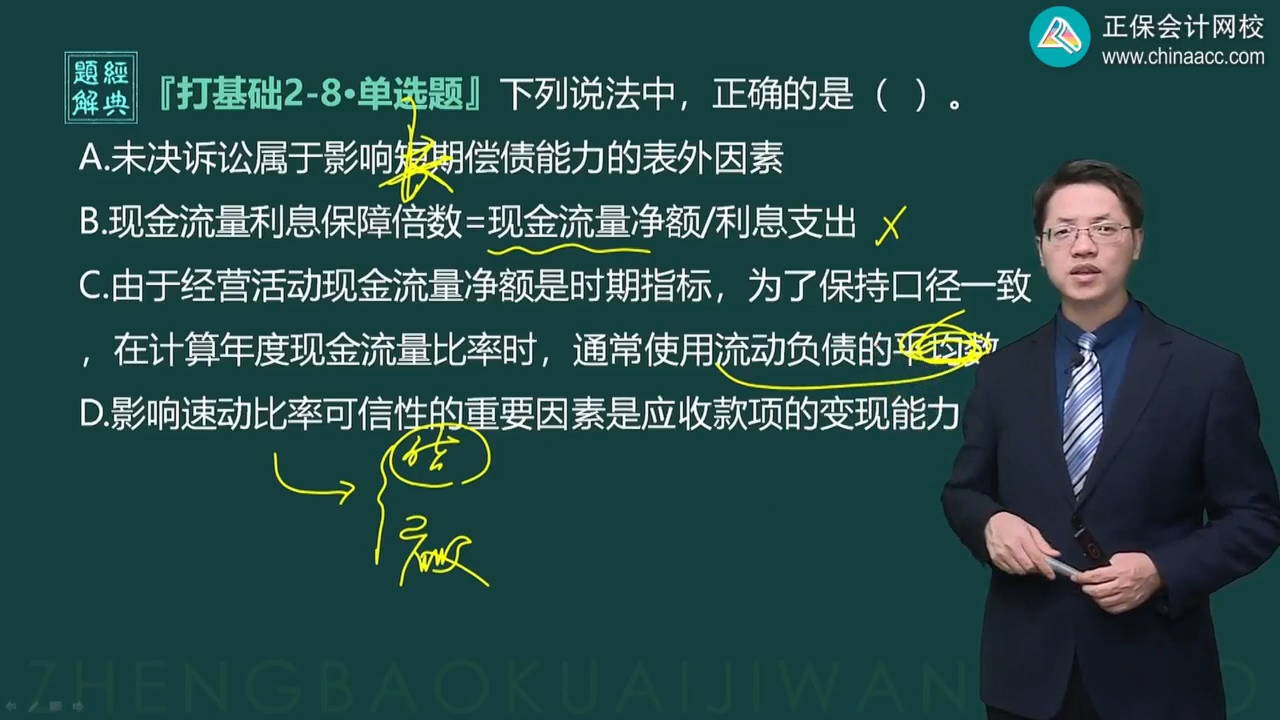 正保会计网校
www.chinaacc.com
經典題解
『打基础2-8·单选题』下列说法中，正确的是（ ）。
A.未决诉讼属于影响短期偿债能力的表外因素
长
B.现金流量利息保障倍数=现金流量净额/利息支出
C.由于经营活动现金流量净额是时期指标，为了保持口径一致
，在计算年度现金流量比率时，通常使用流动负债的平均数
D.影响速动比率可信性的重要因素是应收款项的变现能力
ZHENGBAOKUAIJIWAN